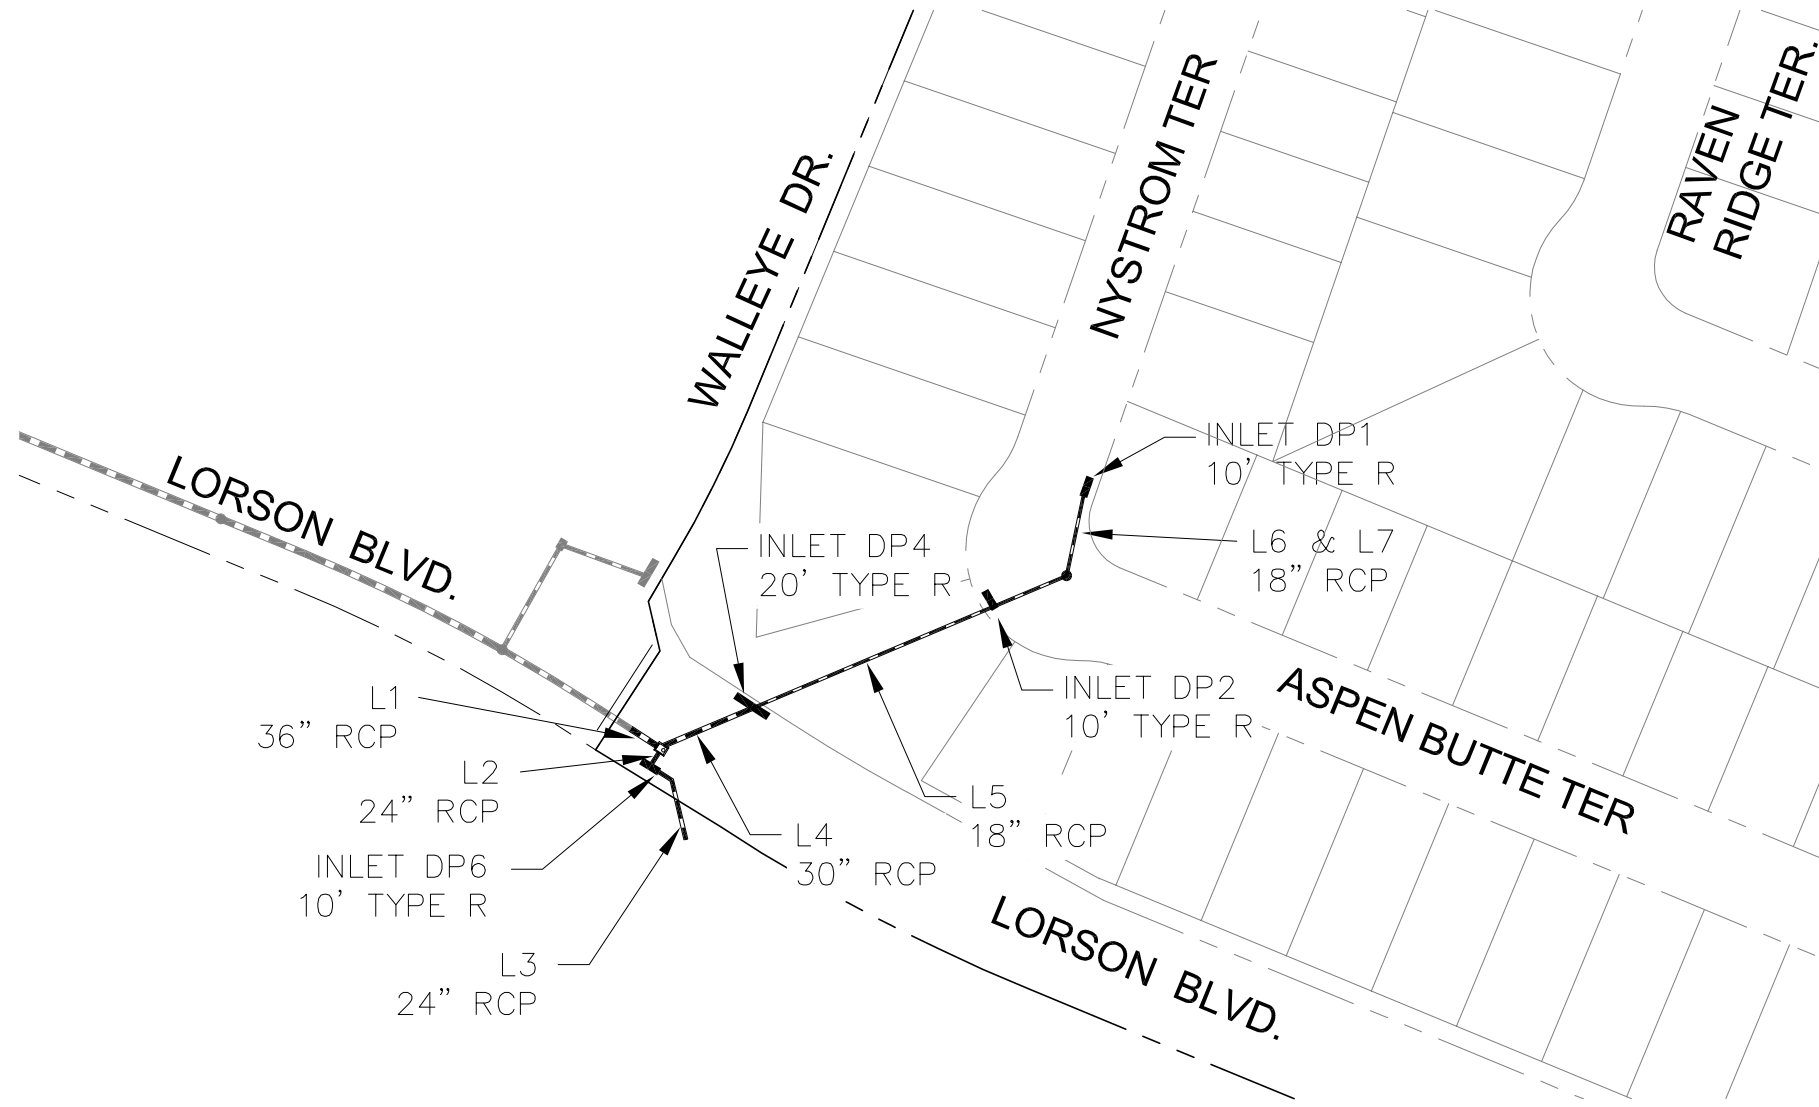 WALLEYE DR.
NYSTROM TER
RAVEN
RIDGE TER.
LORSON BLVD.
INLET DP1
10' TYPE R
INLET DP4
20' TYPE R
L6 & L7
18" RCP
L1
36" RCP
INLET DP2
10' TYPE R
ASPEN BUTTE TER
L2
24" RCP
L5
18" RCP
L4
30" RCP
INLET DP6
10' TYPE R
L3
24" RCP
LORSON BLVD.